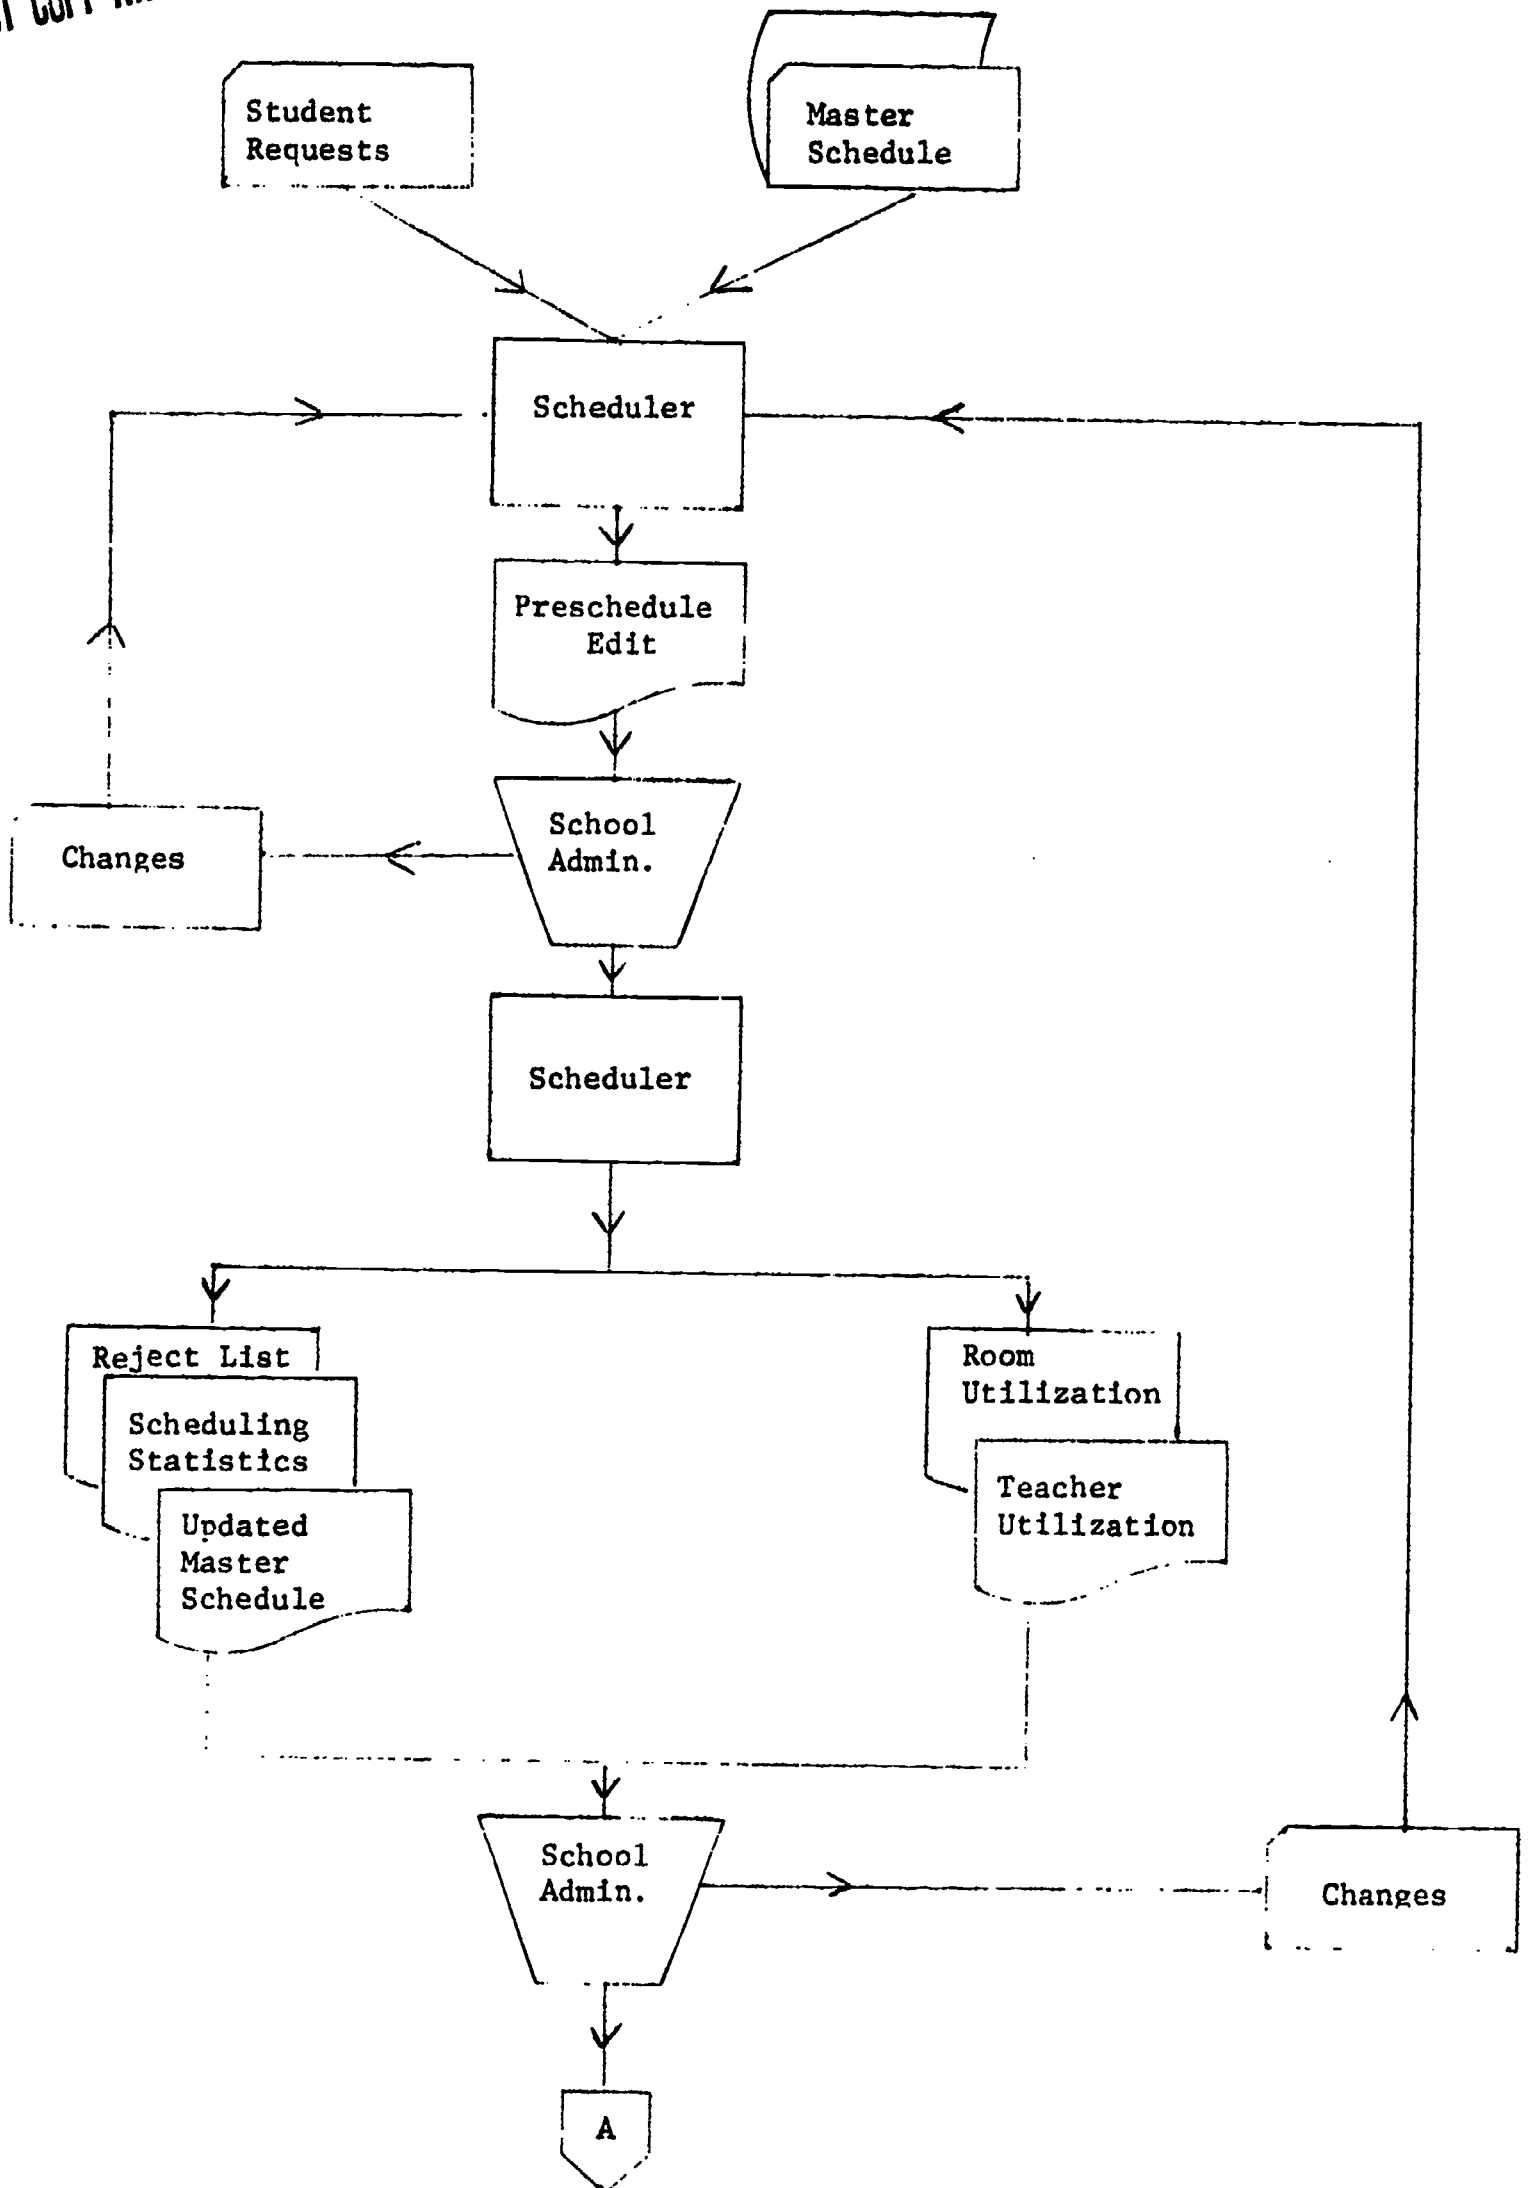 Student
Requests
Master
Schedule
Scheduler
Preschedule
Edit
School
Admin.
Changes
Scheduler
Reject List
Scheduling
Statistics
Updated
Master
Schedule
Room
Utilization
Teacher
Utilization
School
Admin.
Changes
A